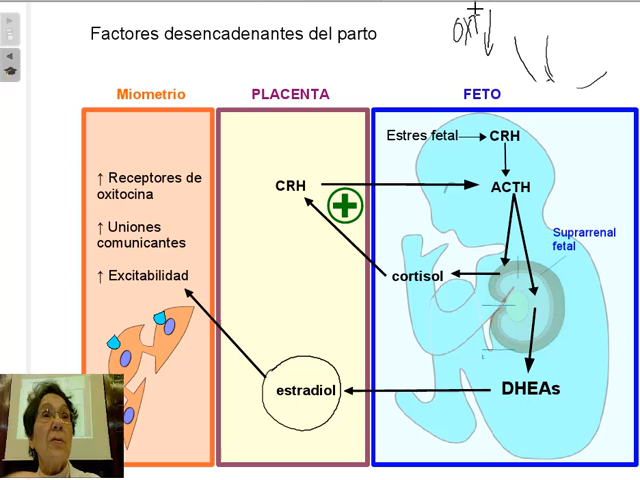 Factores desencadenantes del parto
OXT
Miometrio
PLACENTA
FETO
Estres fetal
CRH
↑ Receptores de
oxitocina
CRH
ACTH
↑ Uniones
comunicantes
Suprarrenal
fetal
↑ Excitabilidad
cortisol
estradiol
DHEAs